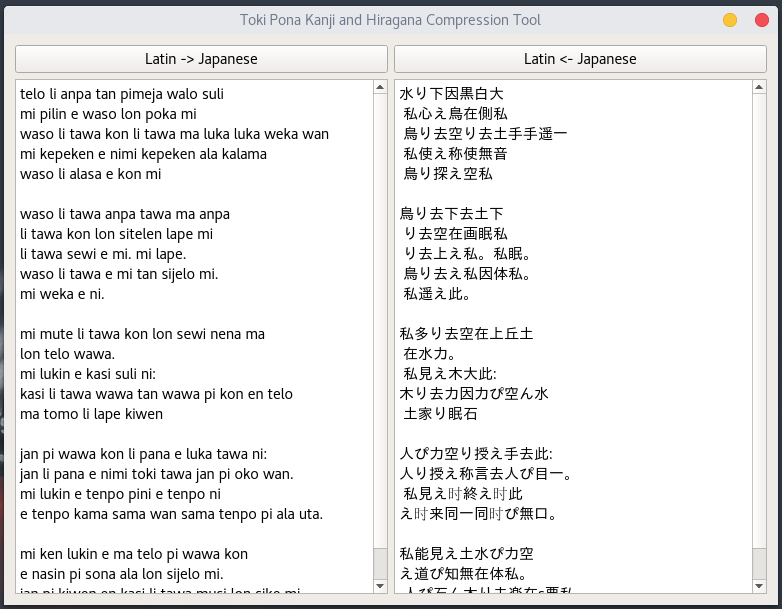 Toki Pona Kanji and Hiragana Compression Tool
Latin -> Japanese
telo li anpa tan pimeja walo suli
mi pilin e waso lon poka mi
waso li tawa kon li tawa ma luka luka weka wan
mi kepeken e nimi kepeken ala kalama
waso li alasa e kon mi
waso li tawa anpa tawa ma anpa
li tawa kon lon sitelen lape mi
li tawa sewi e mi. mi lape.
waso li tawa e mi tan sijelo mi.
mi weka e ni.
mi mute li tawa kon lon sewi nena ma
lon telo wawa.
mi lukin e kasi suli ni:
kasi li tawa wawa tan wawa pi kon en telo
ma tomo li lape kiwen
jan pi wawa kon li pana e luka tawa ni:
jan li pana e nimi toki tawa jan pi oko wan.
mi lukin e tenpo pini e tenpo ni
e tenpo kama sama wan sama tenpo pi ala uta.
mi ken lukin e ma telo pi wawa kon
e nasin pi sona ala lon sijelo mi.
jan pi kiwen en kasi li tawa musi lon sike mi
Latin <- Japanese
水り下因黒白大
私心え鳥在側私
鳥り去空り去土手手遥一
私使え称使無音
鳥り探え空私
鳥り去下去土下
り去空在画眠私
り去上え私。私眠。
鳥り去え私因体私。
私遥え此。
私多り去空在上丘土
在水力。
私見え木大此:
木り去力因力ぴ空ん水
土家り眠石
人ぴ力空り授え手去此:
人り授え称言去人ぴ目一。
私見え时終え时此
え时来同一同时ぴ無口。
私能見え土水ぴ力空
え道ぴ知無在体私。